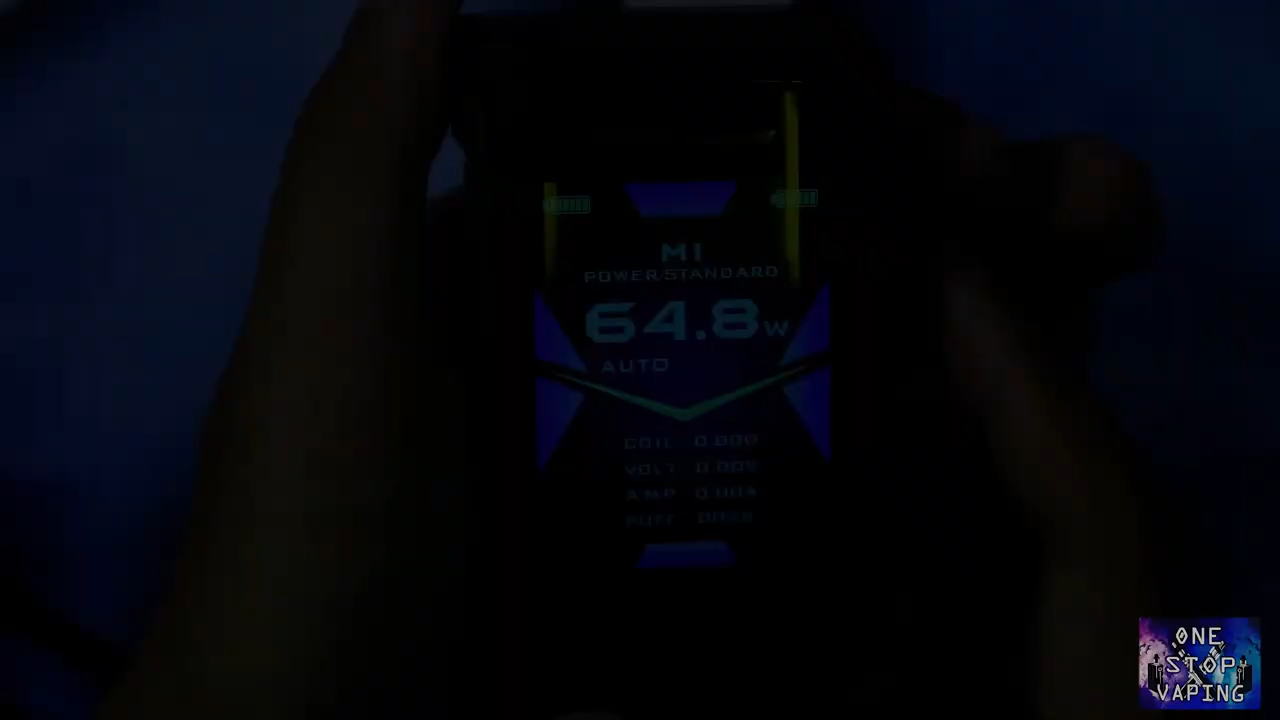 M1
POWER/STANDARD
64.8W
AUTO
COIL
VOLT
AMP
PUFF
ONE
STOP
VAPING